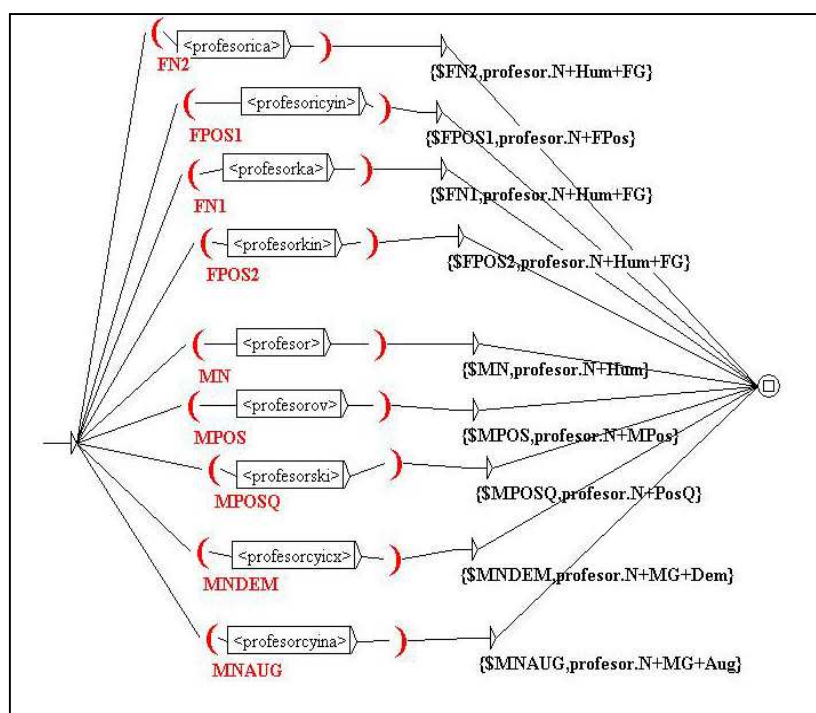 <profesorica>
FN2
{$FN2,profesor.N+Hum+FG}
<profesoricyin>
FPOS1
{$FPOS1,profesor.N+FPos}
<profesorka>
FN1
{$FN1,profesor.N+Hum+FG}
<profesorkin>
FPOS2
{$FPOS2,profesor.N+Hum+FG}
<profesor>
MN
{$MN,profesor.N+Hum}
<profesorov>
MPOS
{$MPOS,profesor.N+MPos}
<profesorski>
MPOSQ
{$MPOSQ,profesor.N+PosQ}
<profesorcyicx>
MNDEM
{$MNDEM,profesor.N+MG+Dem}
<profesorcyina>
MNAUG
{$MNAUG,profesor.N+MG+Aug}